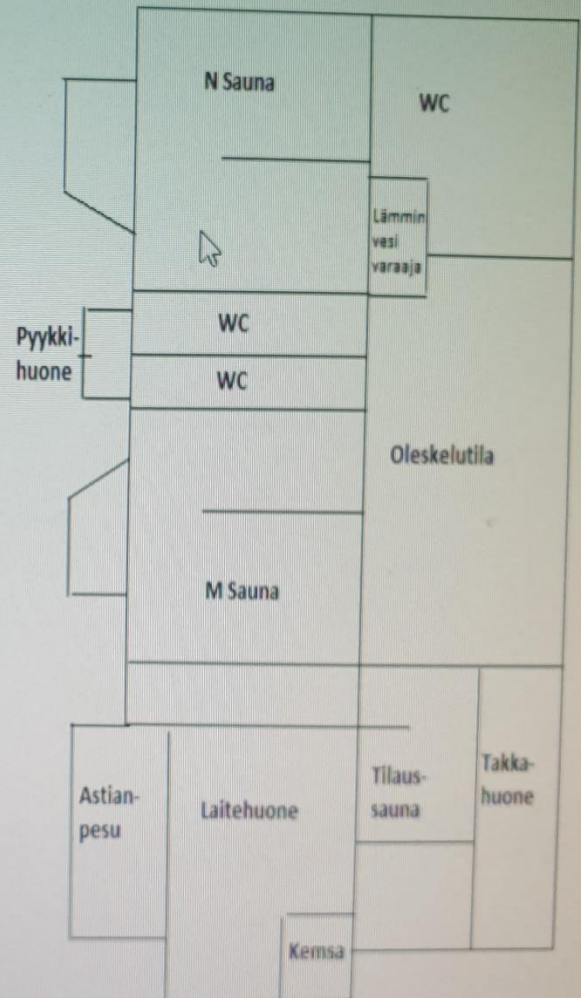 N Sauna
WC
Lämmin
vesi
varaaja
WC
Pyykki-
huone
WC
Oleskelutila
M Sauna
Astian-
pesu
Laitehuone
Tilaus-
sauna
Takka-
huone
Kemsa